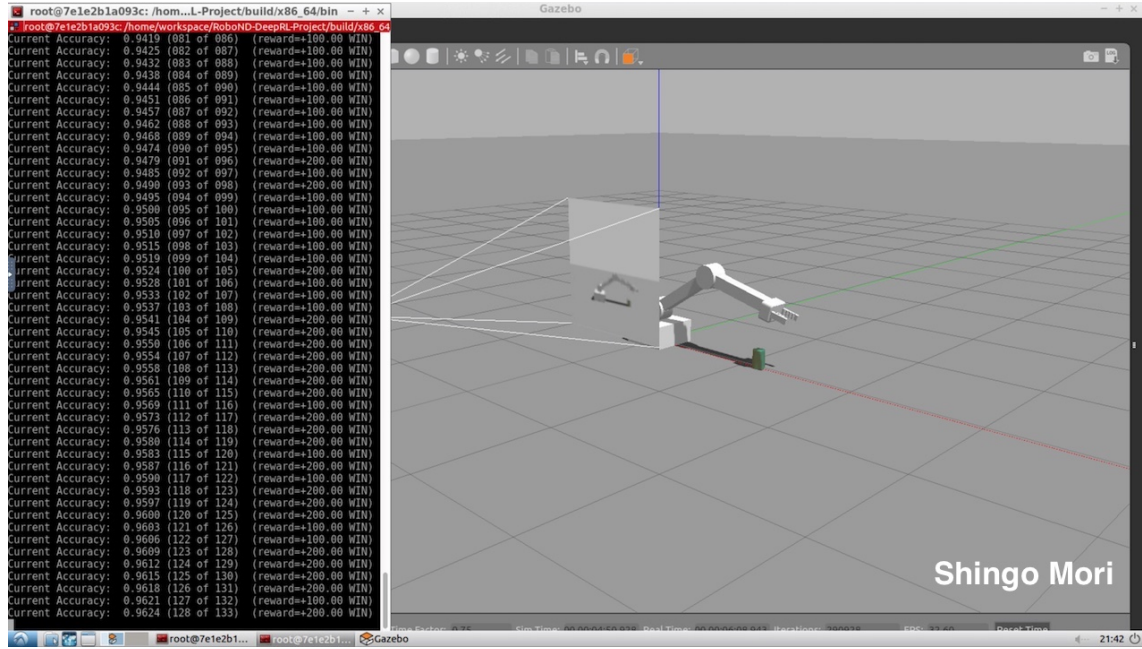 root@7e1e2b1a093c: /hom...L-Project/build/x86_64/bin
Gazebo
root@7e1e2b1a093c: /home/workspace/RoboND-DeepRL-Project/build/x86_64
Current Accuracy: 0.9419 (081 of 086) (reward=+100.00 WIN)
Current Accuracy: 0.9425 (082 of 087) (reward=+100.00 WIN)
Current Accuracy: 0.9432 (083 of 088) (reward=+100.00 WIN)
Current Accuracy: 0.9438 (084 of 089) (reward=+100.00 WIN)
Current Accuracy: 0.9444 (085 of 090) (reward=+100.00 WIN)
Current Accuracy: 0.9451 (086 of 091) (reward=+100.00 WIN)
Current Accuracy: 0.9457 (087 of 092) (reward=+100.00 WIN)
Current Accuracy: 0.9462 (088 of 093) (reward=+100.00 WIN)
Current Accuracy: 0.9468 (089 of 094) (reward=+100.00 WIN)
Current Accuracy: 0.9474 (090 of 095) (reward=+100.00 WIN)
Current Accuracy: 0.9479 (091 of 096) (reward=+200.00 WIN)
Current Accuracy: 0.9485 (092 of 097) (reward=+100.00 WIN)
Current Accuracy: 0.9490 (093 of 098) (reward=+200.00 WIN)
Current Accuracy: 0.9495 (094 of 099) (reward=+100.00 WIN)
Current Accuracy: 0.9500 (095 of 100) (reward=+100.00 WIN)
Current Accuracy: 0.9505 (096 of 101) (reward=+100.00 WIN)
Current Accuracy: 0.9510 (097 of 102) (reward=+100.00 WIN)
Current Accuracy: 0.9515 (098 of 103) (reward=+100.00 WIN)
Current Accuracy: 0.9519 (099 of 104) (reward=+100.00 WIN)
Current Accuracy: 0.9524 (100 of 105) (reward=+200.00 WIN)
Current Accuracy: 0.9528 (101 of 106) (reward=+100.00 WIN)
Current Accuracy: 0.9533 (102 of 107) (reward=+100.00 WIN)
Current Accuracy: 0.9537 (103 of 108) (reward=+100.00 WIN)
Current Accuracy: 0.9541 (104 of 109) (reward=+200.00 WIN)
Current Accuracy: 0.9545 (105 of 110) (reward=+200.00 WIN)
Current Accuracy: 0.9550 (106 of 111) (reward=+200.00 WIN)
Current Accuracy: 0.9554 (107 of 112) (reward=+200.00 WIN)
Current Accuracy: 0.9558 (108 of 113) (reward=+200.00 WIN)
Current Accuracy: 0.9561 (109 of 114) (reward=+100.00 WIN)
Current Accuracy: 0.9565 (110 of 115) (reward=+200.00 WIN)
Current Accuracy: 0.9569 (111 of 116) (reward=+100.00 WIN)
Current Accuracy: 0.9573 (112 of 117) (reward=+200.00 WIN)
Current Accuracy: 0.9576 (113 of 118) (reward=+200.00 WIN)
Current Accuracy: 0.9580 (114 of 119) (reward=+200.00 WIN)
Current Accuracy: 0.9583 (115 of 120) (reward=+100.00 WIN)
Current Accuracy: 0.9587 (116 of 121) (reward=+200.00 WIN)
Current Accuracy: 0.9590 (117 of 122) (reward=+100.00 WIN)
Current Accuracy: 0.9593 (118 of 123) (reward=+200.00 WIN)
Current Accuracy: 0.9597 (119 of 124) (reward=+200.00 WIN)
Current Accuracy: 0.9600 (120 of 125) (reward=+200.00 WIN)
Current Accuracy: 0.9603 (121 of 126) (reward=+100.00 WIN)
Current Accuracy: 0.9606 (122 of 127) (reward=+100.00 WIN)
Current Accuracy: 0.9609 (123 of 128) (reward=+200.00 WIN)
Current Accuracy: 0.9612 (124 of 129) (reward=+200.00 WIN)
Current Accuracy: 0.9615 (125 of 130) (reward=+200.00 WIN)
Current Accuracy: 0.9618 (126 of 131) (reward=+200.00 WIN)
Current Accuracy: 0.9621 (127 of 132) (reward=+100.00 WIN)
Current Accuracy: 0.9624 (128 of 133) (reward=+200.00 WIN)
Shingo Mori
Time Factor: 0.75 Sim Time: 00 00:04:50.928 Real Time: 00 00:06:08.943 Iterations: 290928 FPS: 32.60 Reset Time
root@7e1e2b1... root@7e1e2b1... Gazebo 21:42